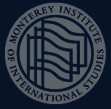 MONTEREY INSTITUTE
OF INTERNATIONAL STUDIES